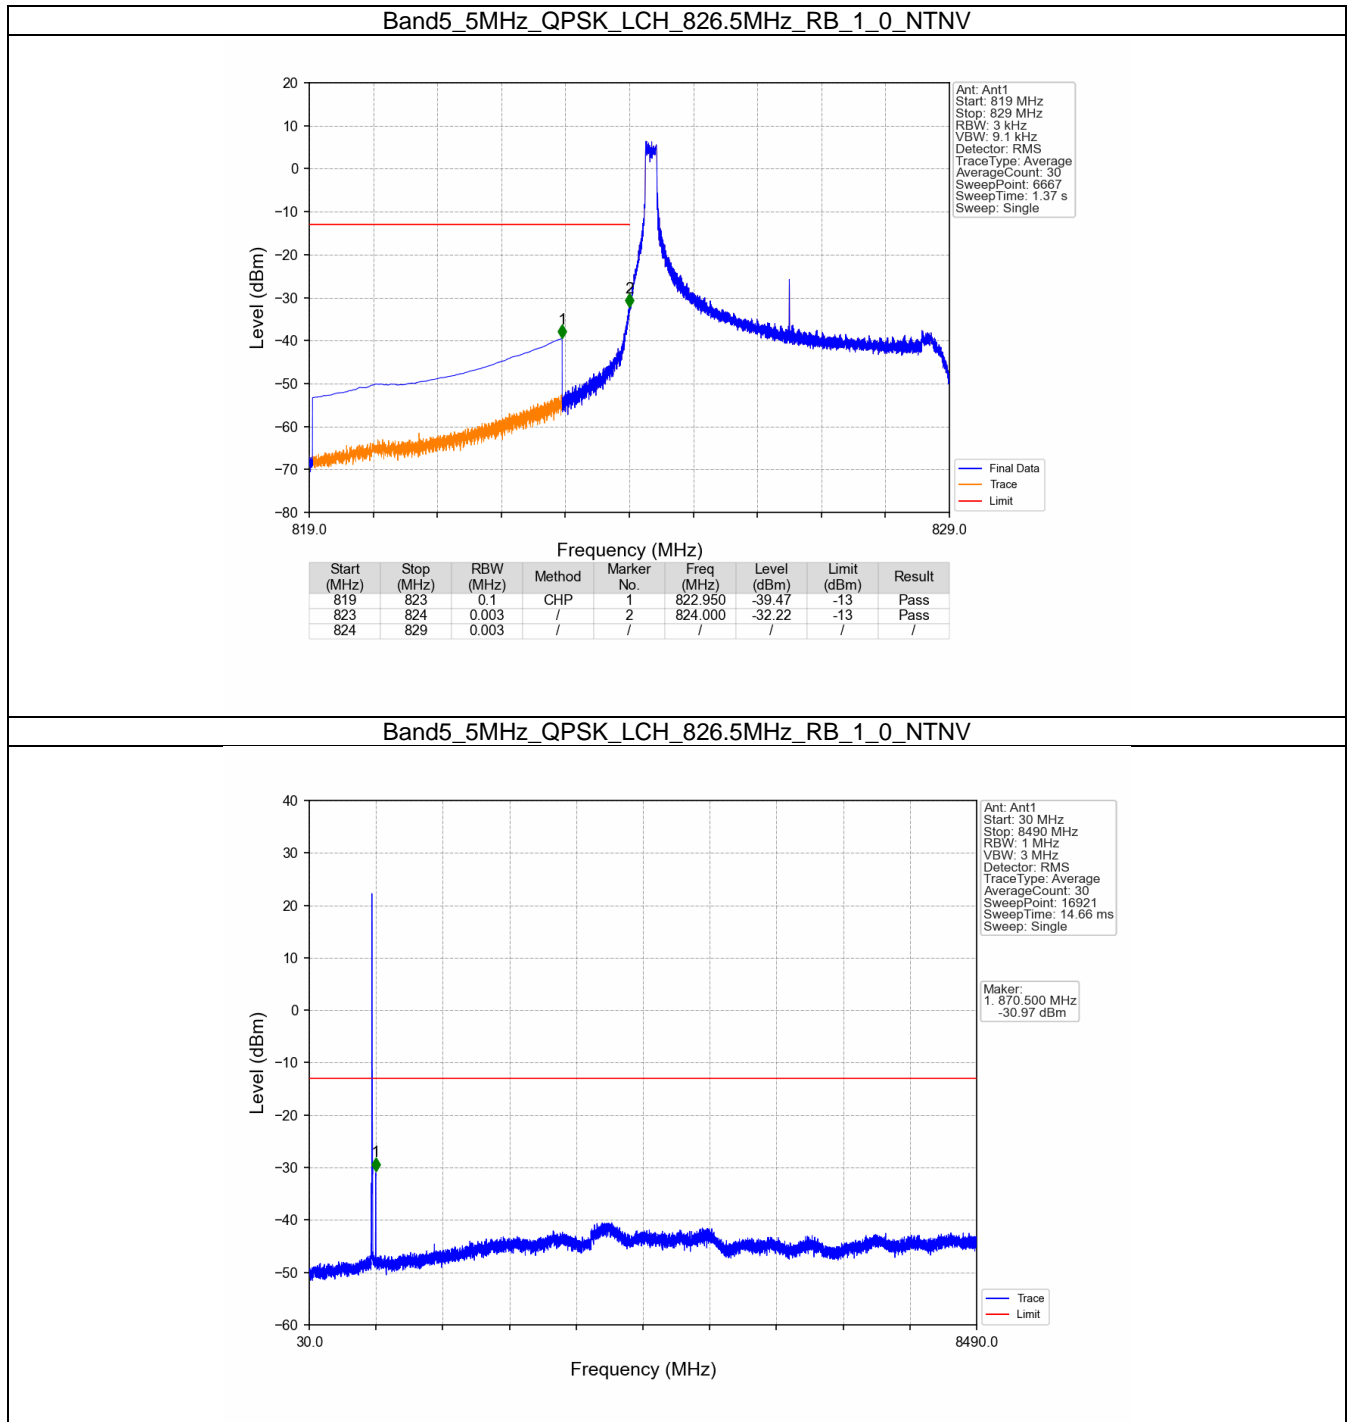 Band5_5MHz_QPSK_LCH_826.5MHz_RB_1_0_NTNV
20
10
0
−10
−20
−30
−40
−50
−60
−70
−80
Level (dBm)
1
2
819.0
829.0
Frequency (MHz)
Ant: Ant1
Start: 819 MHz
Stop: 829 MHz
RBW: 3 kHz
VBW: 9.1 kHz
Detector: RMS
TraceType: Average
AverageCount: 30
SweepPoint: 6667
SweepTime: 1.37 s
Sweep: Single
Final Data
Trace
Limit
Start (MHz) Stop (MHz) RBW (MHz) Method Marker No. Freq (MHz) Level (dBm) Limit (dBm) Result
819 823 0.1 CHP 1 822.950 -39.47 -13 Pass
823 824 0.003 / 2 824.000 -32.22 -13 Pass
824 829 0.003 / / / / / /
Band5_5MHz_QPSK_LCH_826.5MHz_RB_1_0_NTNV
40
30
20
10
0
−10
−20
−30
−40
−50
−60
Level (dBm)
1
30.0
8490.0
Frequency (MHz)
Ant: Ant1
Start: 30 MHz
Stop: 8490 MHz
RBW: 1 MHz
VBW: 3 MHz
Detector: RMS
TraceType: Average
AverageCount: 30
SweepPoint: 16921
SweepTime: 14.66 ms
Sweep: Single
Maker:
1. 870.500 MHz
-30.97 dBm
Trace
Limit